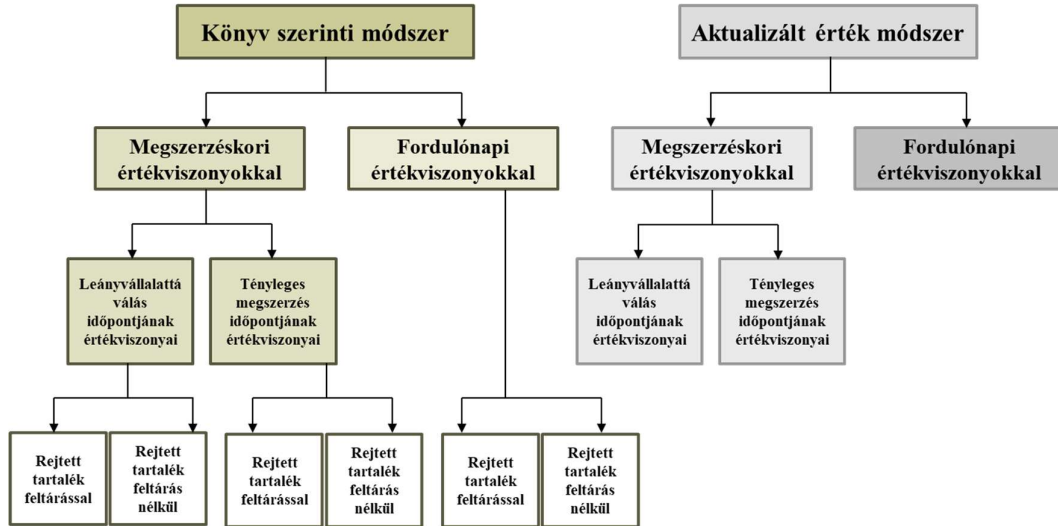 Könyv szerinti módszer
Aktualizált érték módszer
Megszerzéskori
értékviszonyokkal
Fordulónapi
értékviszonyokkal
Megszerzéskori
értékviszonyokkal
Fordulónapi
értékviszonyokkal
Leányvállalattá
válás
időpontjának
értékviszonyai
Tényleges
megszerzés
időpontjának
értékviszonyai
Leányvállalattá
válás
időpontjának
értékviszonyai
Tényleges
megszerzés
időpontjának
értékviszonyai
Rejtett
tartalék
feltárással
Rejtett
tartalék
feltárás
nélkül
Rejtett
tartalék
feltárással
Rejtett
tartalék
feltárás
nélkül
Rejtett
tartalék
feltárással
Rejtett
tartalék
feltárás
nélkül